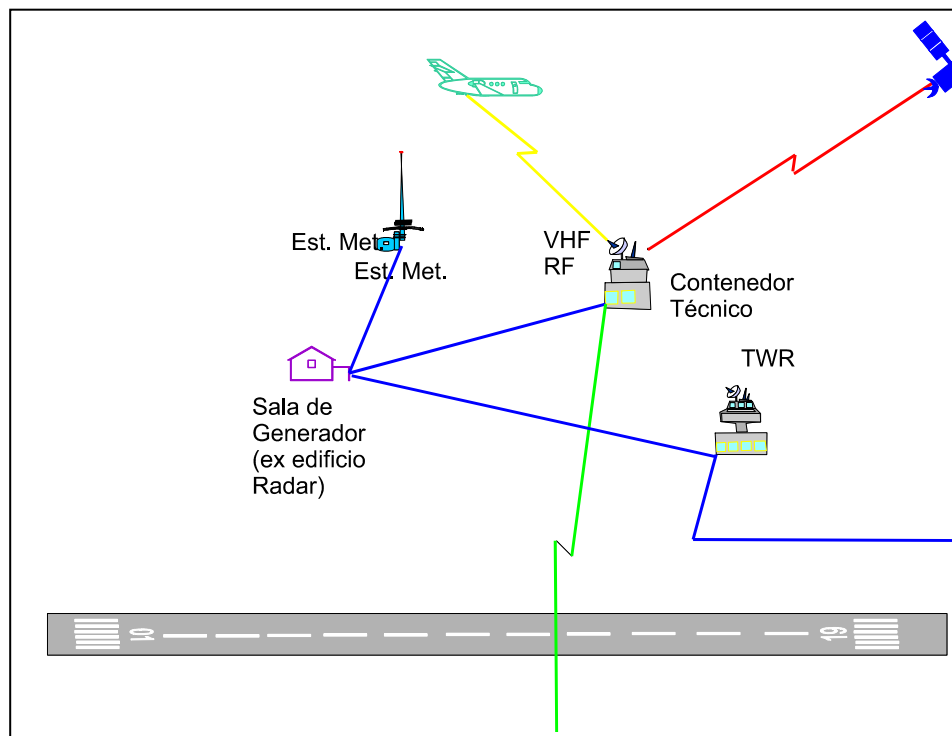 Est. Met.
Est. Met.
VHF
RF
Contenedor
Técnico
TWR
Sala de
Generador
(ex edificio
Radar)
01
19